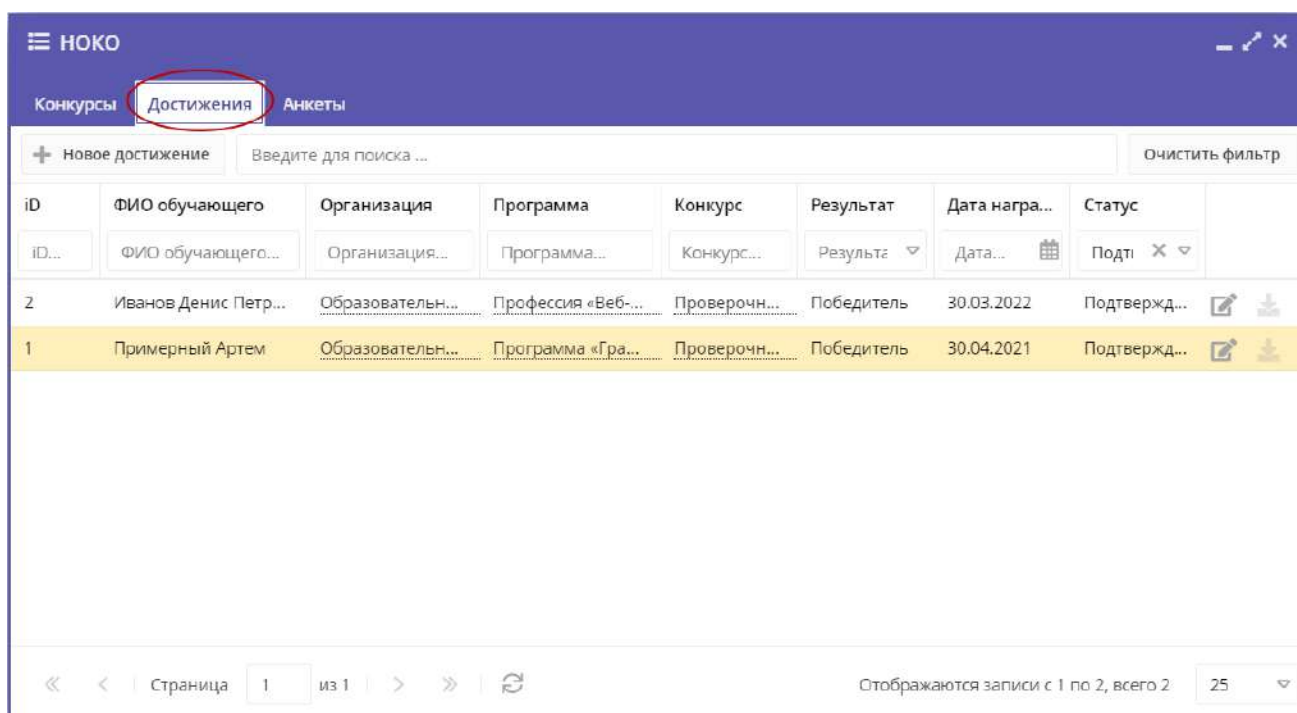 НОКО
Конкурсы Достижения Анкеты
Новое достижение Введите для поиска ... Очистить фильтр
iD ФИО обучающего Организация Программа Конкурс Результат Дата награ... Статус
iD... ФИО обучающего... Организация... Программа... Конкурс... Результа Дата... Подт
2 Иванов Денис Петр... Образовательн... Профессия «Веб-... Проверочн... Победитель 30.03.2022 Подтвержд...
1 Примерный Артем Образовательн... Программа «Гра... Проверочн... Победитель 30.04.2021 Подтвержд...
Страница 1 из 1 Отображаются записи с 1 по 2, всего 2 25